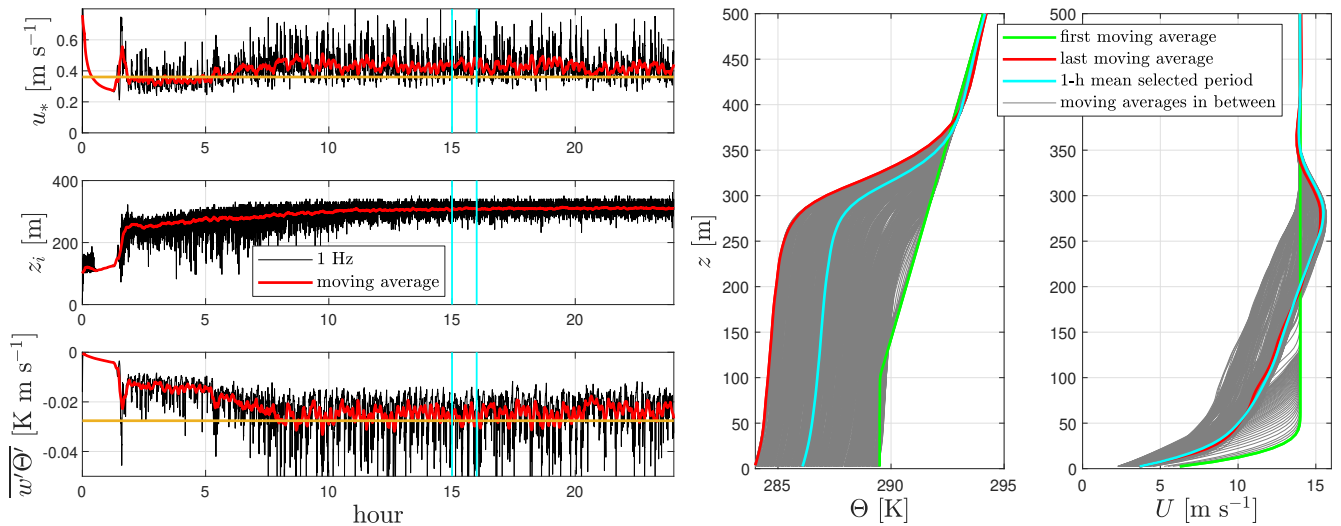 u_* [m s⁻¹]
0.6
0.4
0.2
0
0 5 10 15 20
z_i [m]
400
200
0
1 Hz
moving average
0 5 10 15 20
\overline{w'Θ'} [K m s⁻¹]
0
-0.02
-0.04
0 5 10 15 20
hour
z [m]
500
450
400
350
300
250
200
150
100
50
0
285 290 295
Θ [K]
first moving average
last moving average
1-h mean selected period
moving averages in between
500
450
400
350
300
250
200
150
100
50
0
0 5 10 15
U [m s⁻¹]